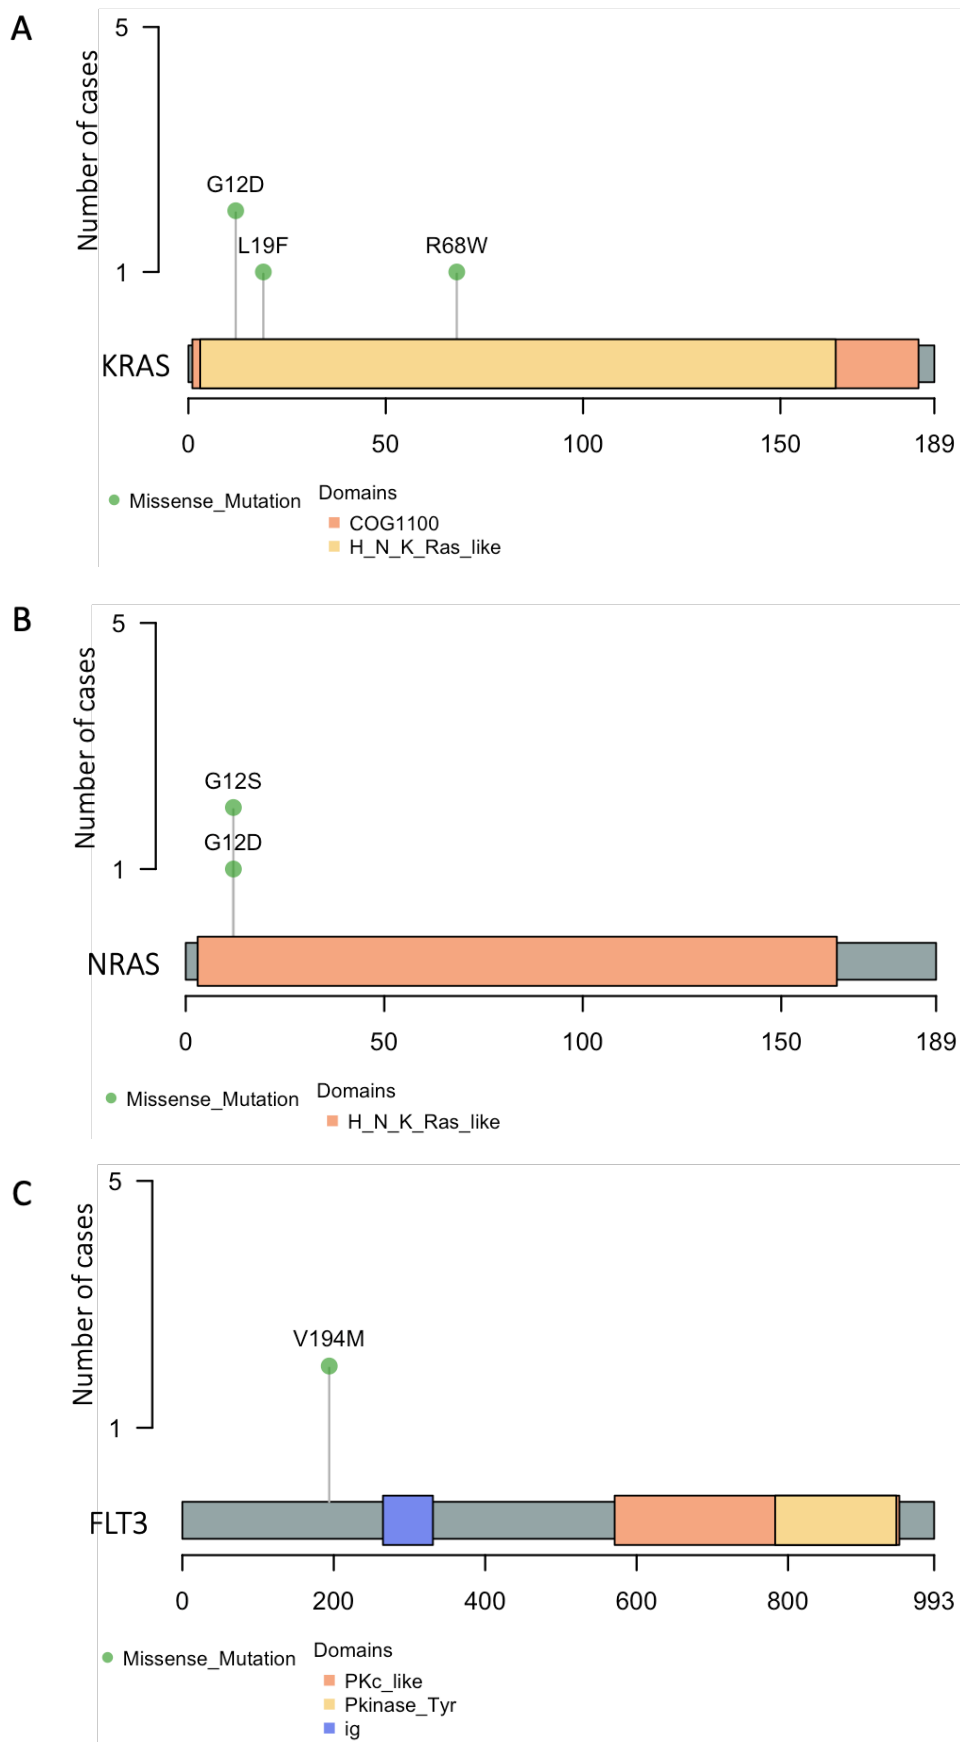 A
5
Number of cases
G12D
L19F
R68W
1
KRAS
0 50 100 150 189
Missense_Mutation
Domains
COG1100
H_N_K_Ras_like
B
5
Number of cases
G12S
G12D
1
NRAS
0 50 100 150 189
Missense_Mutation
Domains
H_N_K_Ras_like
C
5
Number of cases
V194M
1
FLT3
0 200 400 600 800 993
Missense_Mutation
Domains
PKc_like
Pkinase_Tyr
ig